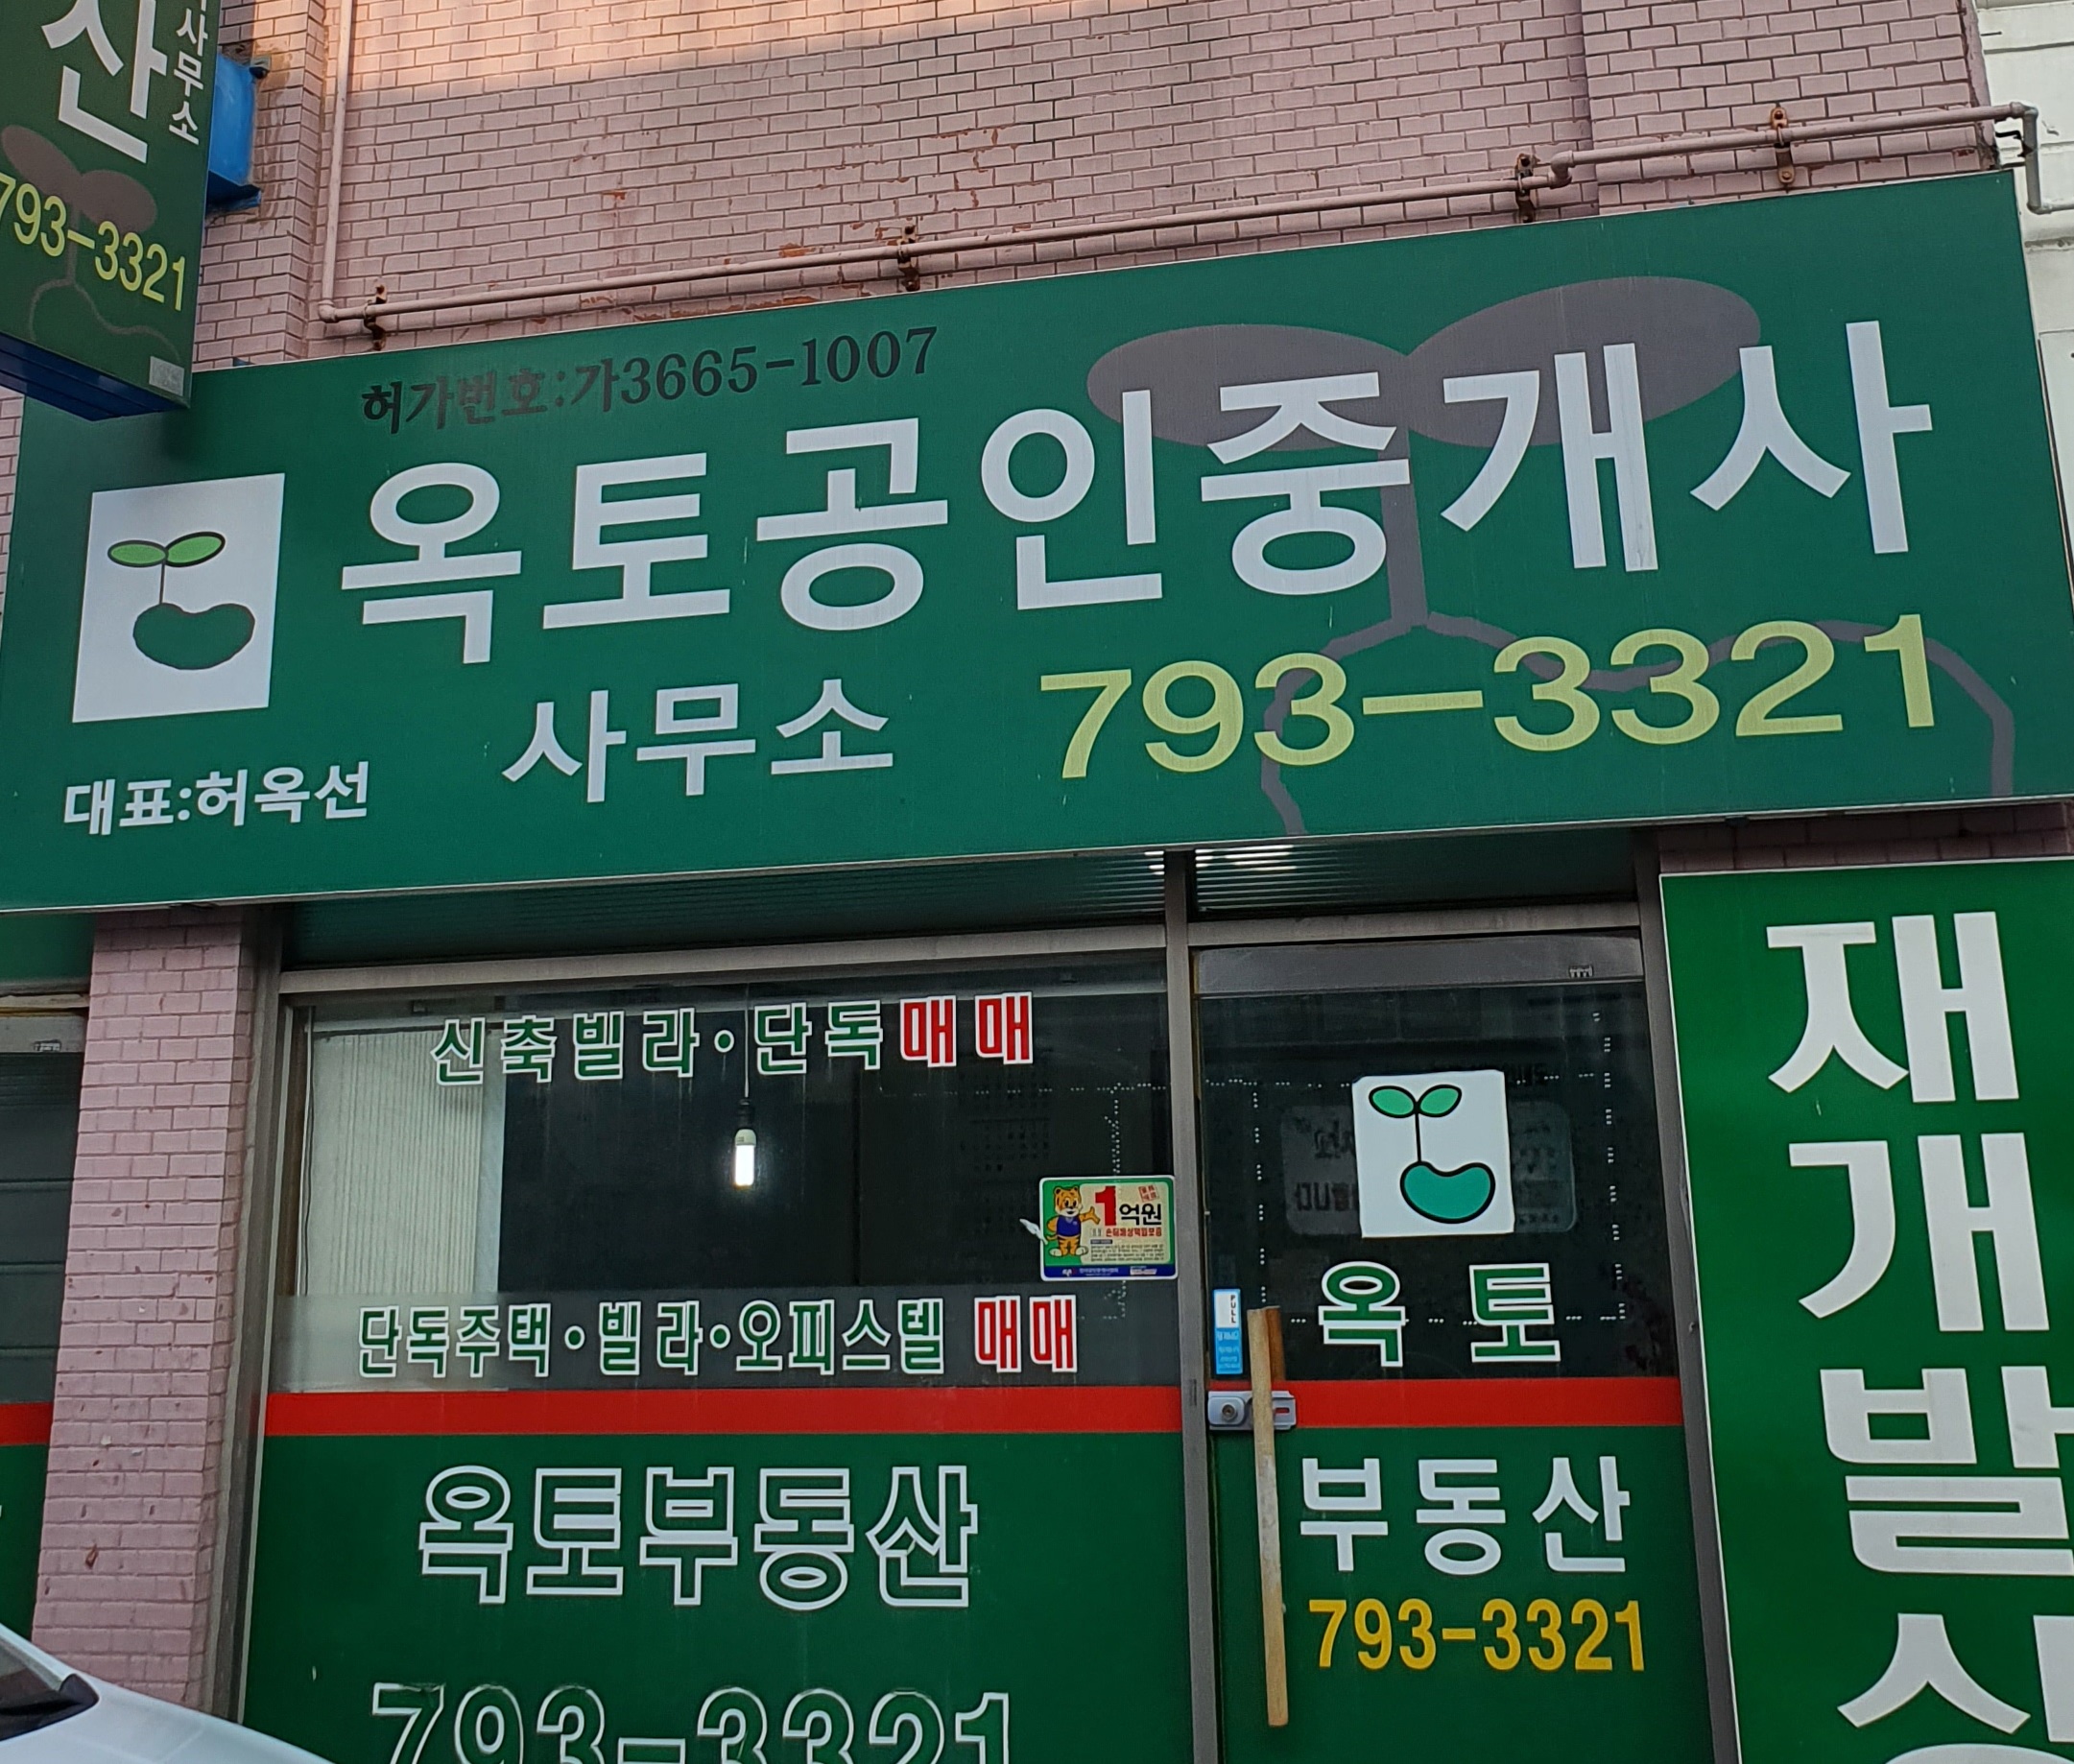 산
사무소
793-3321
허가번호:가3665-1007
옥토공인중개사
사무소 793-3321
대표:허옥선
신축빌라·단독매매
1억원
단독주택·빌라·오피스텔 매매
옥토부동산
793-3321
PULL
옥토
부동산
793-3321
재개발